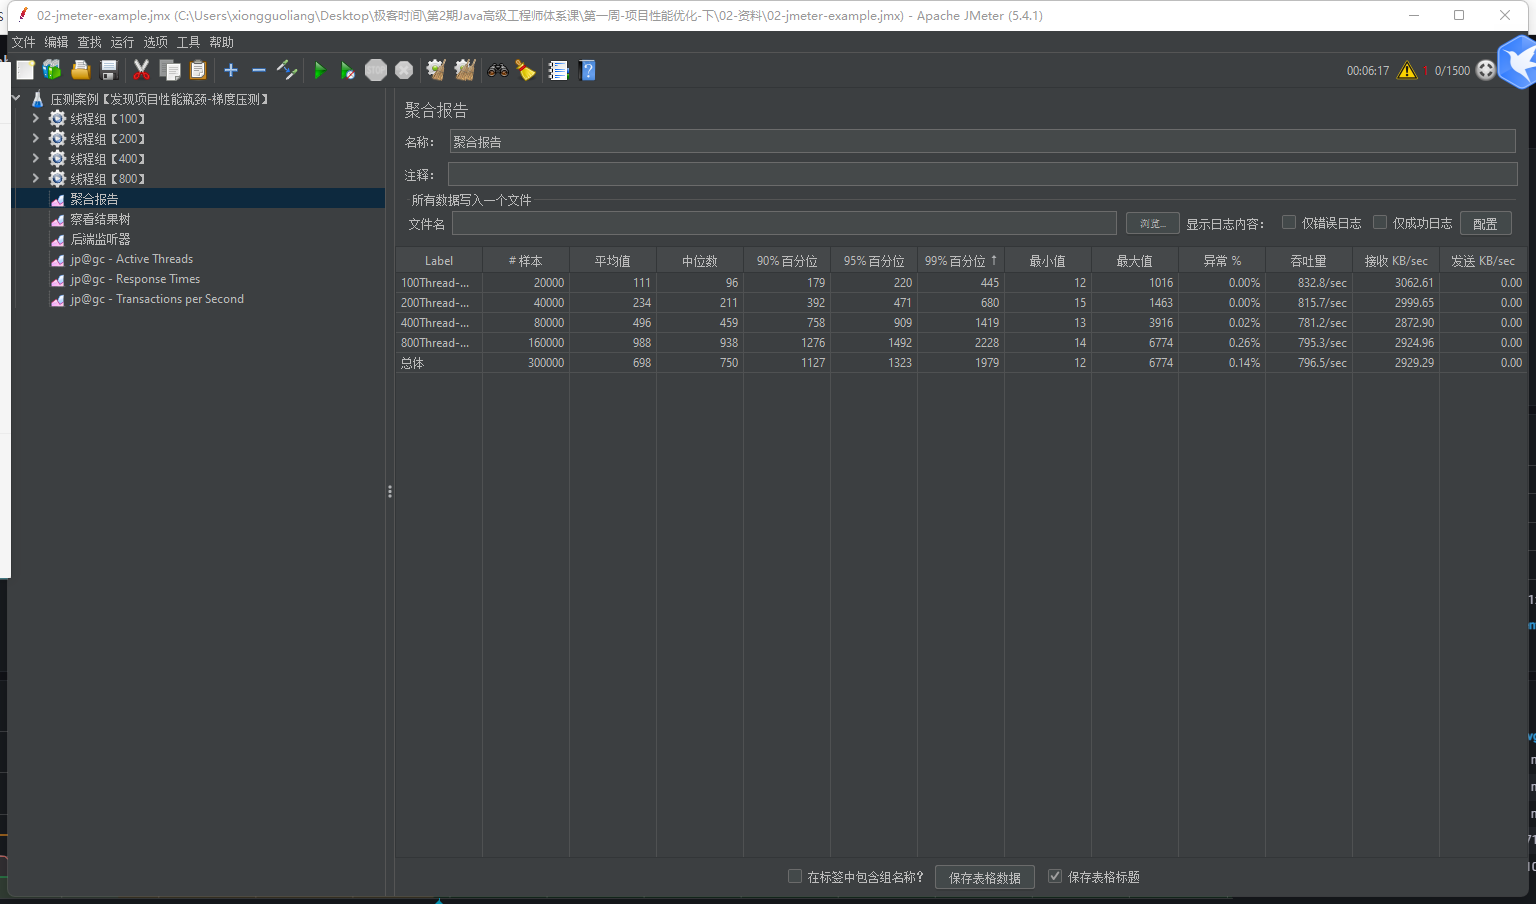 02-jmeter-example.jmx (C:\Users\xiongguoliang\Desktop\极客时间\第2期Java高级工程师体系课\第一周-项目性能优化-下\02-资料\02-jmeter-example.jmx) - Apache JMeter (5.4.1)
文件 编辑 查找 运行 选项 工具 帮助
00:06:17 1 0/1500
压测案例【发现项目性能瓶颈-梯度压测】
线程组【100】
线程组【200】
线程组【400】
线程组【800】
聚合报告
察看结果树
后端监听器
jp@gc - Active Threads
jp@gc - Response Times
jp@gc - Transactions per Second
聚合报告
名称： 聚合报告
注释：
所有数据写入一个文件
文件名 浏览... 显示日志内容： 仅错误日志 仅成功日志 配置
Label # 样本 平均值 中位数 90% 百分位 95% 百分位 99% 百分位 ↑ 最小值 最大值 异常 % 吞吐量 接收 KB/sec 发送 KB/sec
100Thread-... 20000 111 96 179 220 445 12 1016 0.00% 832.8/sec 3062.61 0.00
200Thread-... 40000 234 211 392 471 680 15 1463 0.00% 815.7/sec 2999.65 0.00
400Thread-... 80000 496 459 758 909 1419 13 3916 0.02% 781.2/sec 2872.90 0.00
800Thread-... 160000 988 938 1276 1492 2228 14 6774 0.26% 795.3/sec 2924.96 0.00
总体 300000 698 750 1127 1323 1979 12 6774 0.14% 796.5/sec 2929.29 0.00
在标签中包含组名称? 保存表格数据 保存表格标题